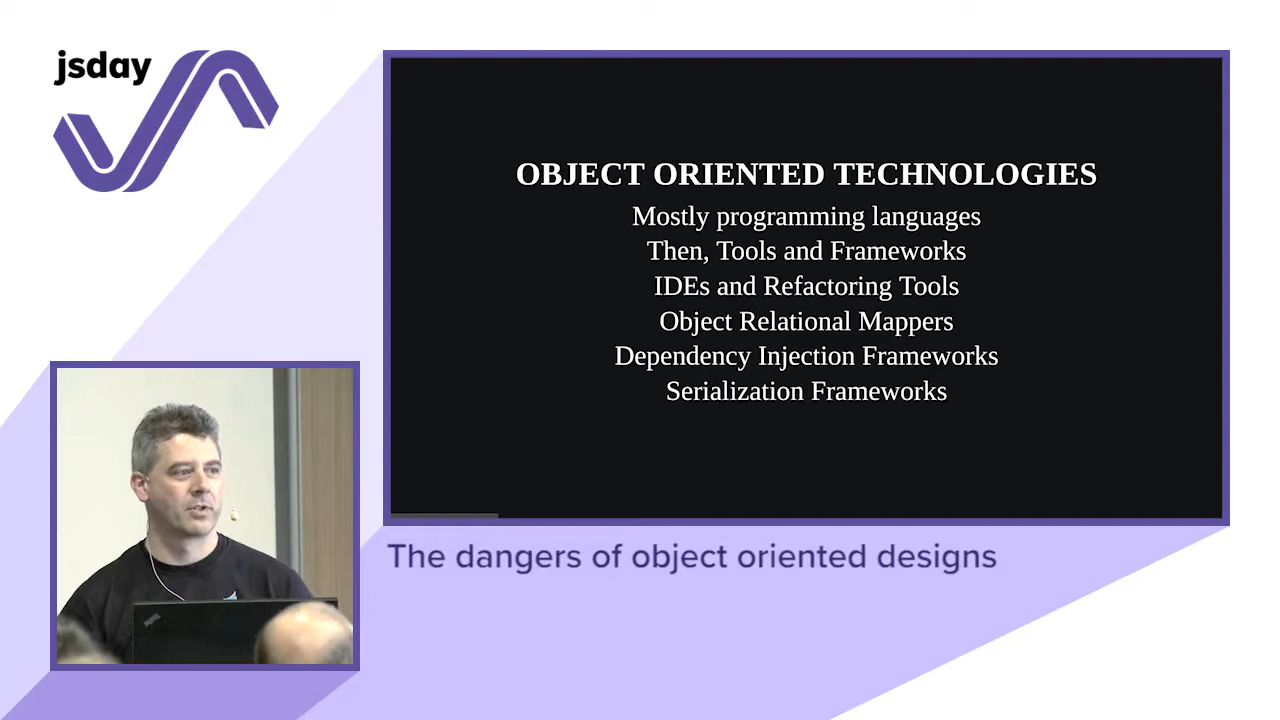 jsday
OBJECT ORIENTED TECHNOLOGIES
Mostly programming languages
Then, Tools and Frameworks
IDEs and Refactoring Tools
Object Relational Mappers
Dependency Injection Frameworks
Serialization Frameworks
The dangers of object oriented designs